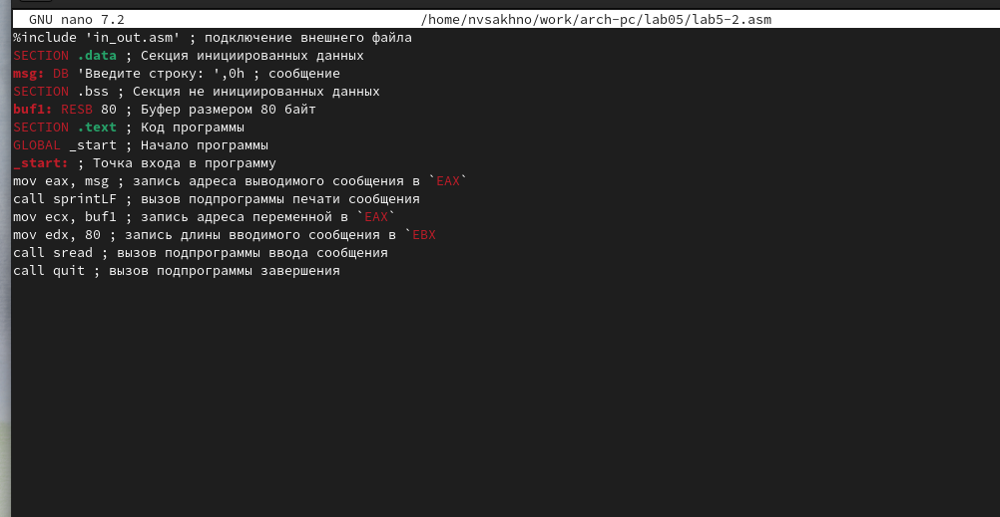 GNU nano 7.2 /home/nvsakhno/work/arch-pc/lab05/lab5-2.asm
%include 'in_out.asm' ; подключение внешнего файла
SECTION .data ; Секция инициированных данных
msg: DB 'Введите строку: ',0h ; сообщение
SECTION .bss ; Секция не инициированных данных
buf1: RESB 80 ; Буфер размером 80 байт
SECTION .text ; Код программы
GLOBAL _start ; Начало программы
_start: ; Точка входа в программу
mov eax, msg ; запись адреса выводимого сообщения в `EAX`
call sprintLF ; вызов подпрограммы печати сообщения
mov ecx, buf1 ; запись адреса переменной в `EAX`
mov edx, 80 ; запись длины вводимого сообщения в `EBX
call sread ; вызов подпрограммы ввода сообщения
call quit ; вызов подпрограммы завершения